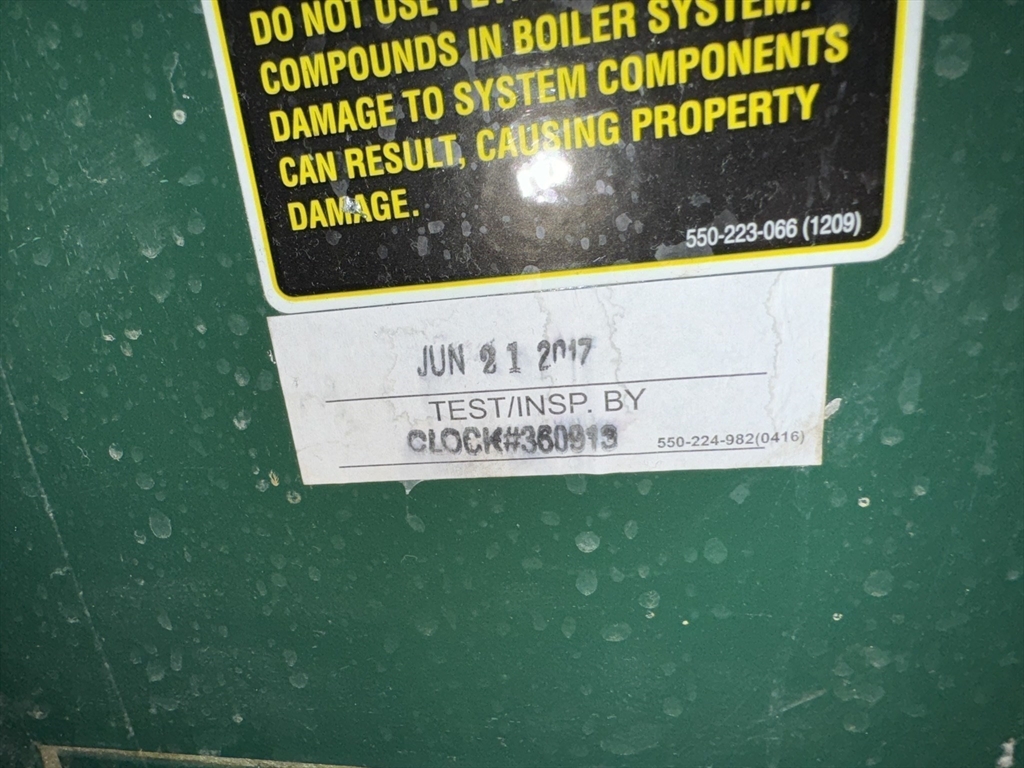 DO NOT USE
COMPOUNDS IN BOILER SYSTEM.
DAMAGE TO SYSTEM COMPONENTS
CAN RESULT, CAUSING PROPERTY
DAMAGE.
550-223-066 (1209)
JUN 21 2017
TEST/INSP. BY
CLOCK#360913
550-224-982(0416)